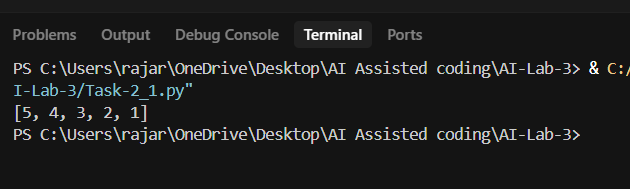 Problems Output Debug Console Terminal Ports
PS C:\Users\rajar\OneDrive\Desktop\AI Assisted coding\AI-Lab-3> & C:/
I-Lab-3/Task-2_1.py"
[5, 4, 3, 2, 1]
PS C:\Users\rajar\OneDrive\Desktop\AI Assisted coding\AI-Lab-3>